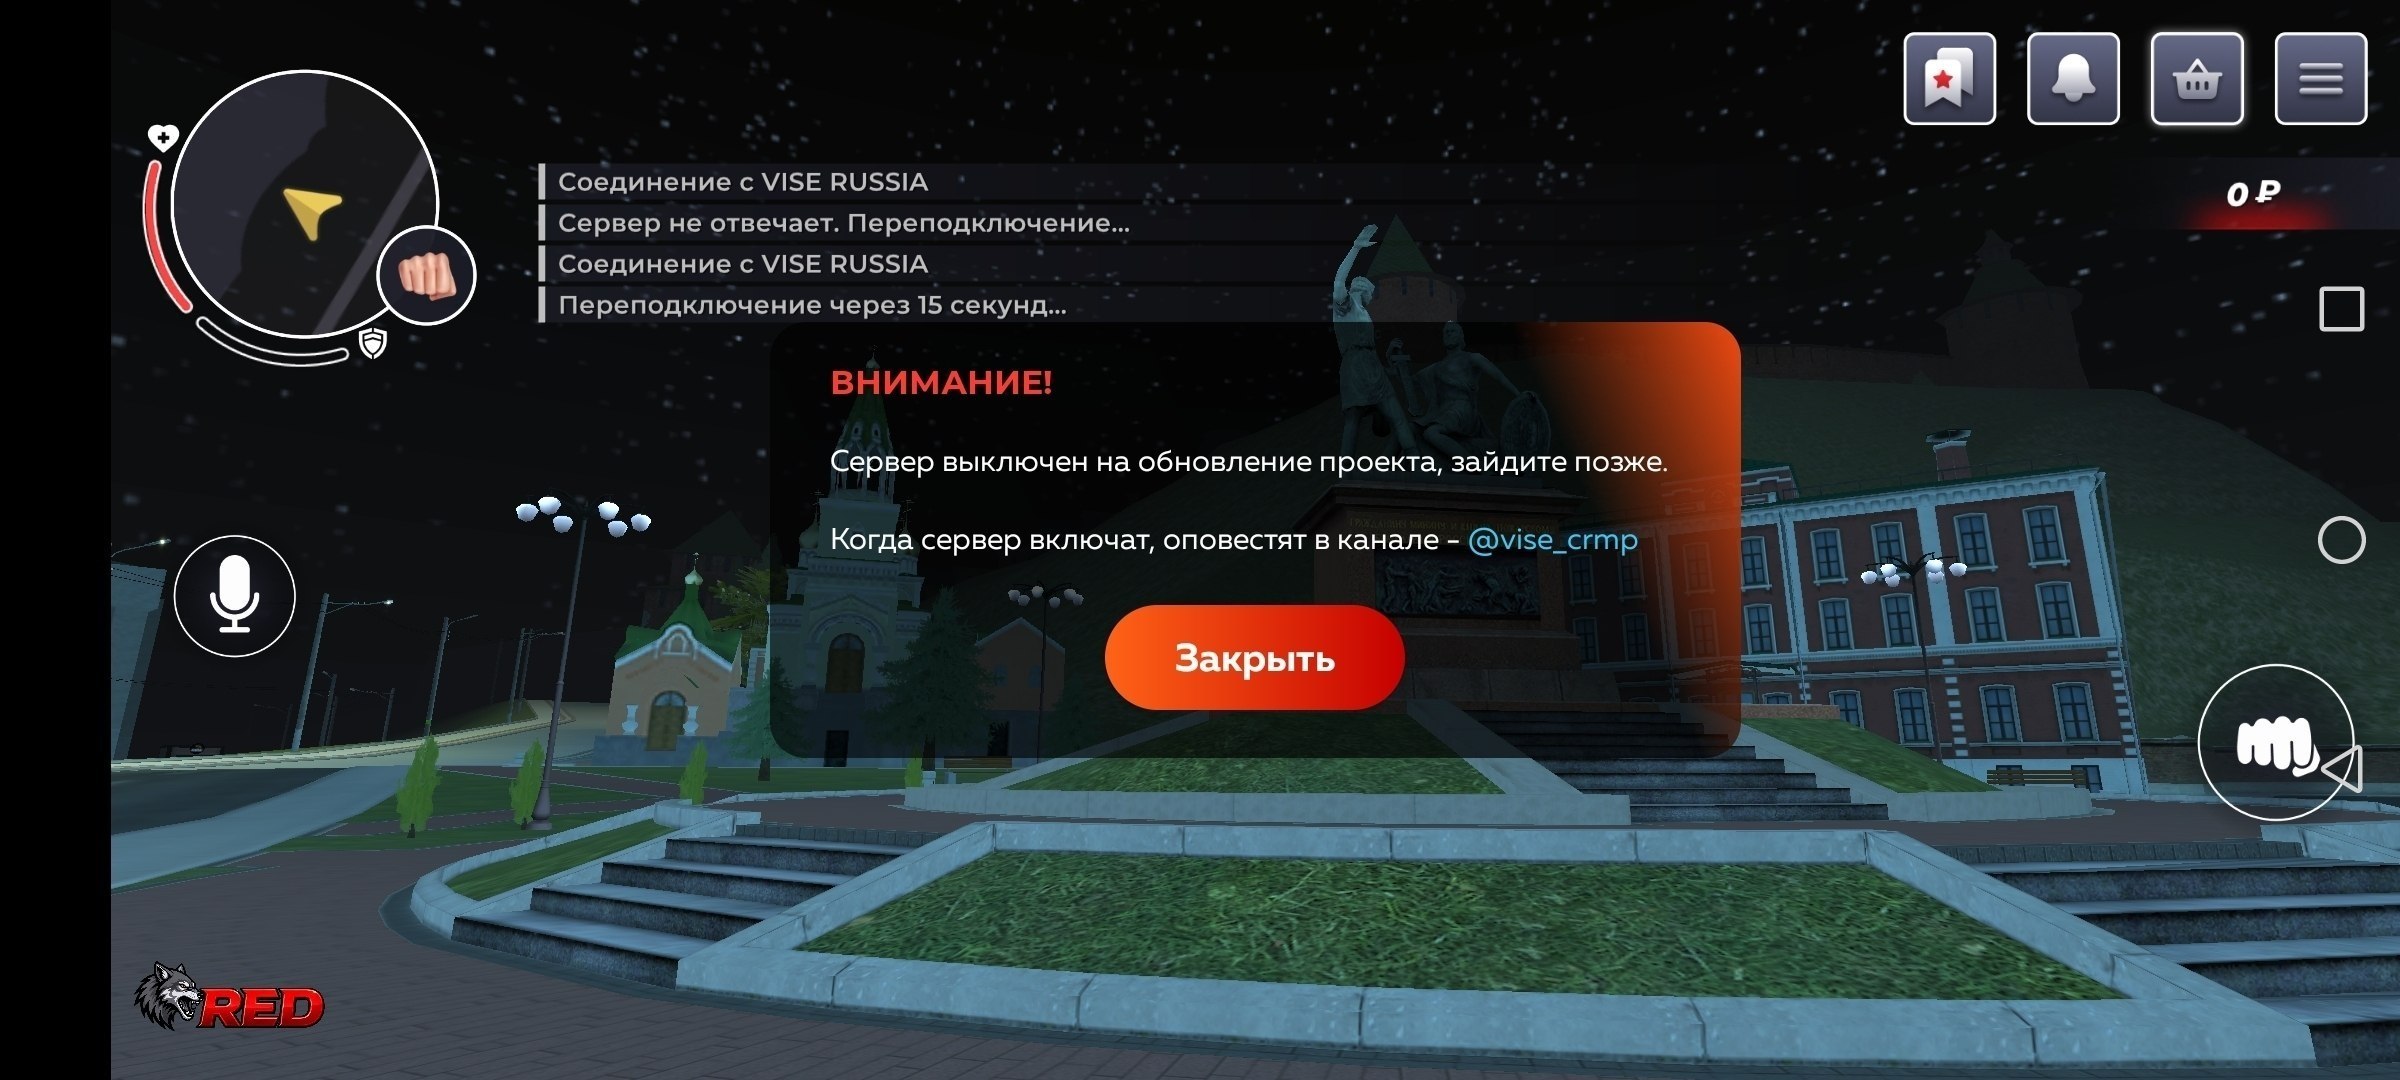 Соединение с VISE RUSSIA
Сервер не отвечает. Переподключение...
Соединение с VISE RUSSIA
Переподключение через 15 секунд...
0 ₽
ВНИМАНИЕ!
Сервер выключен на обновление проекта, зайдите позже.
Когда сервер включат, оповестят в канале - @vise_crmp
Закрыть
RED